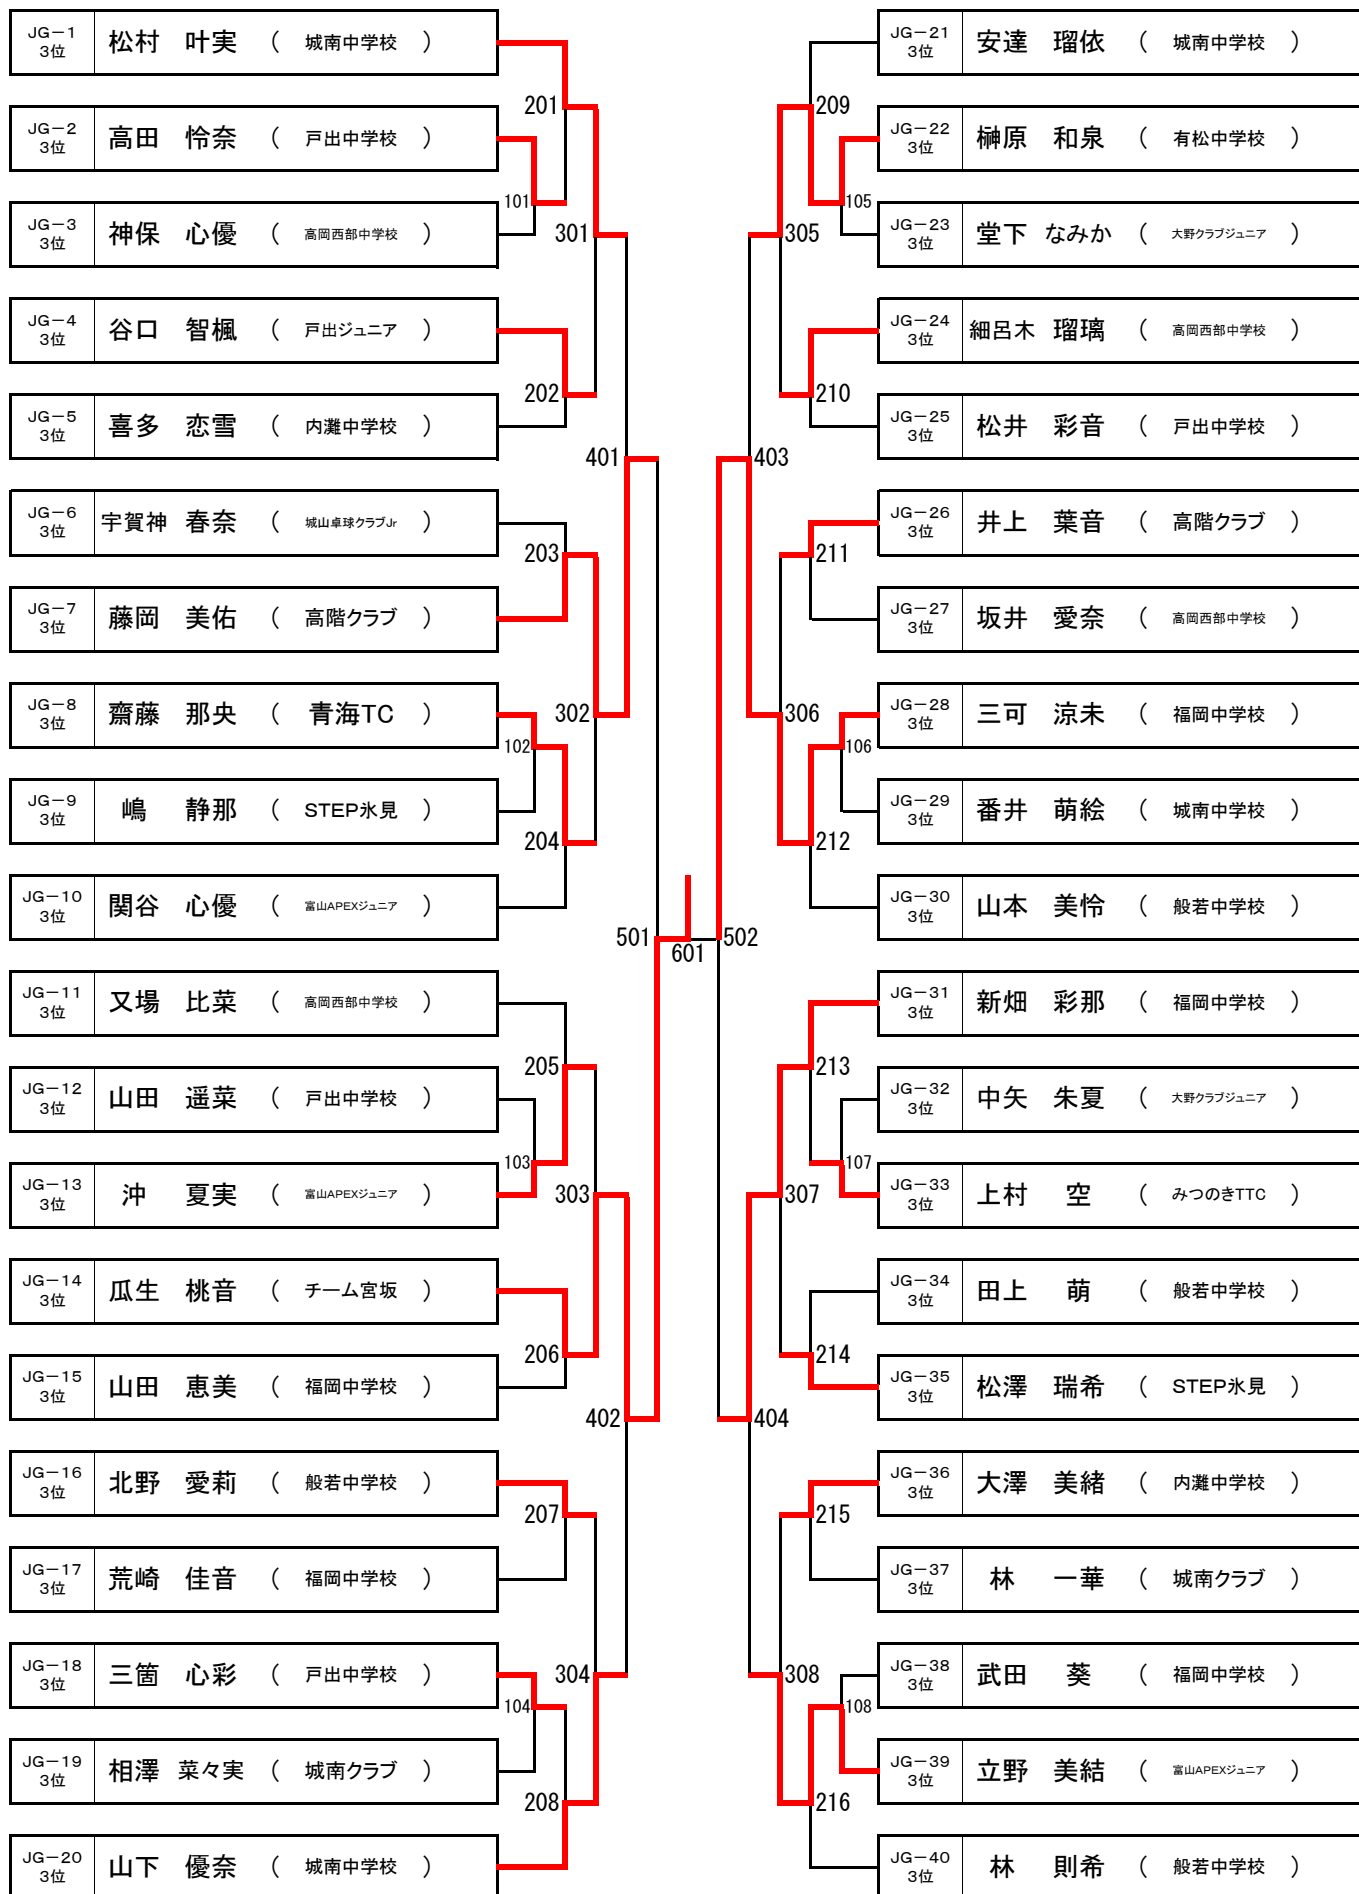 JG－1 3位 松村 叶実 （ 城南中学校 ）
JG－2 3位 高田 怜奈 （ 戸出中学校 ）
JG－3 3位 神保 心優 （ 高岡西部中学校 ）
JG－4 3位 谷口 智楓 （ 戸出ジュニア ）
JG－5 3位 喜多 恋雪 （ 内灘中学校 ）
JG－6 3位 宇賀神 春奈 （ 城山卓球クラブJr ）
JG－7 3位 藤岡 美佑 （ 高階クラブ ）
JG－8 3位 齋藤 那央 （ 青海TC ）
JG－9 3位 嶋 静那 （ STEP氷見 ）
JG－10 3位 関谷 心優 （ 富山APEXジュニア ）
JG－11 3位 又場 比菜 （ 高岡西部中学校 ）
JG－12 3位 山田 遥菜 （ 戸出中学校 ）
JG－13 3位 沖 夏実 （ 富山APEXジュニア ）
JG－14 3位 瓜生 桃音 （ チーム宮坂 ）
JG－15 3位 山田 恵美 （ 福岡中学校 ）
JG－16 3位 北野 愛莉 （ 般若中学校 ）
JG－17 3位 荒崎 佳音 （ 福岡中学校 ）
JG－18 3位 三箇 心彩 （ 戸出中学校 ）
JG－19 3位 相澤 菜々実 （ 城南クラブ ）
JG－20 3位 山下 優奈 （ 城南中学校 ）
101
102
103
104
201
202
203
204
205
206
207
208
301
302
303
304
401
402
501
601
502
403
404
305
306
307
308
209
210
211
212
213
214
215
216
105
106
107
108
JG－21 3位 安達 瑠依 （ 城南中学校 ）
JG－22 3位 榊原 和泉 （ 有松中学校 ）
JG－23 3位 堂下 なみか （ 大野クラブジュニア ）
JG－24 3位 細呂木 瑠璃 （ 高岡西部中学校 ）
JG－25 3位 松井 彩音 （ 戸出中学校 ）
JG－26 3位 井上 葉音 （ 高階クラブ ）
JG－27 3位 坂井 愛奈 （ 高岡西部中学校 ）
JG－28 3位 三可 涼未 （ 福岡中学校 ）
JG－29 3位 番井 萌絵 （ 城南中学校 ）
JG－30 3位 山本 美怜 （ 般若中学校 ）
JG－31 3位 新畑 彩那 （ 福岡中学校 ）
JG－32 3位 中矢 朱夏 （ 大野クラブジュニア ）
JG－33 3位 上村 空 （ みつのきTTC ）
JG－34 3位 田上 萌 （ 般若中学校 ）
JG－35 3位 松澤 瑞希 （ STEP氷見 ）
JG－36 3位 大澤 美緒 （ 内灘中学校 ）
JG－37 3位 林 一華 （ 城南クラブ ）
JG－38 3位 武田 葵 （ 福岡中学校 ）
JG－39 3位 立野 美結 （ 富山APEXジュニア ）
JG－40 3位 林 則希 （ 般若中学校 ）